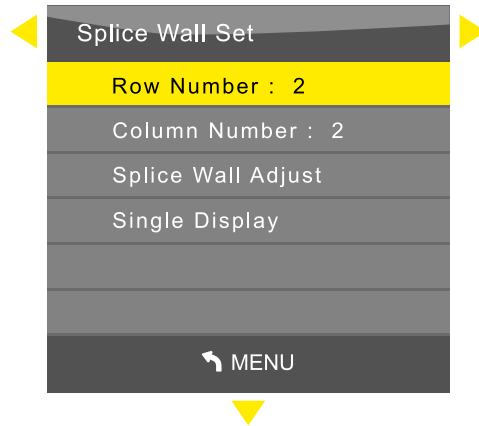 Splice Wall Set
Row Number : 2
Column Number : 2
Splice Wall Adjust
Single Display
MENU